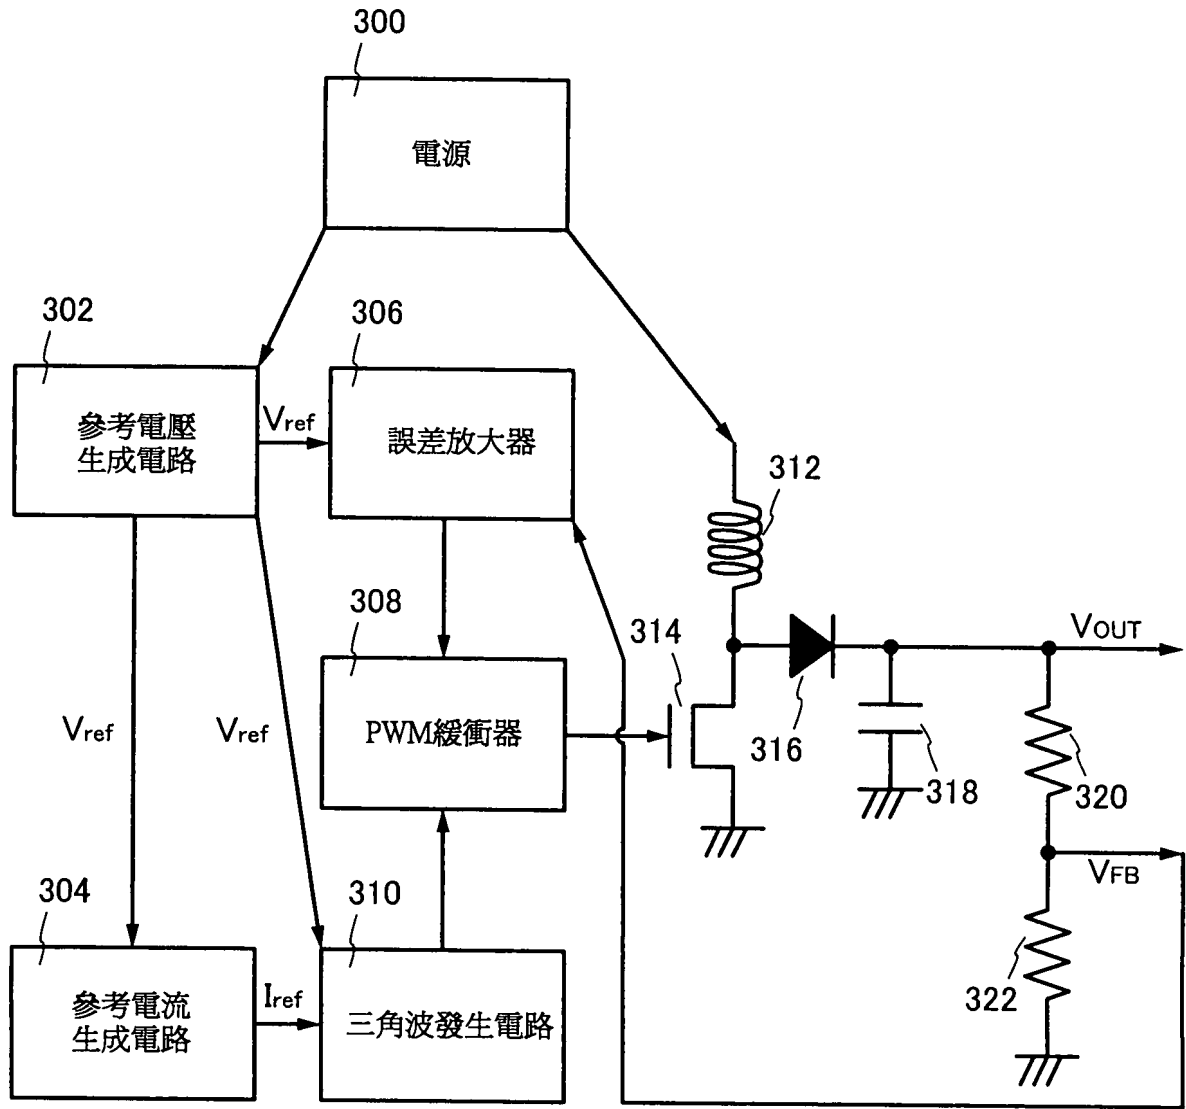 300
電源
302
參考電壓
生成電路
Vref
306
誤差放大器
312
308
PWM緩衝器
314
316
VOUT
318
320
Vref
Vref
VFB
304
參考電流
生成電路
Iref
310
三角波發生電路
322